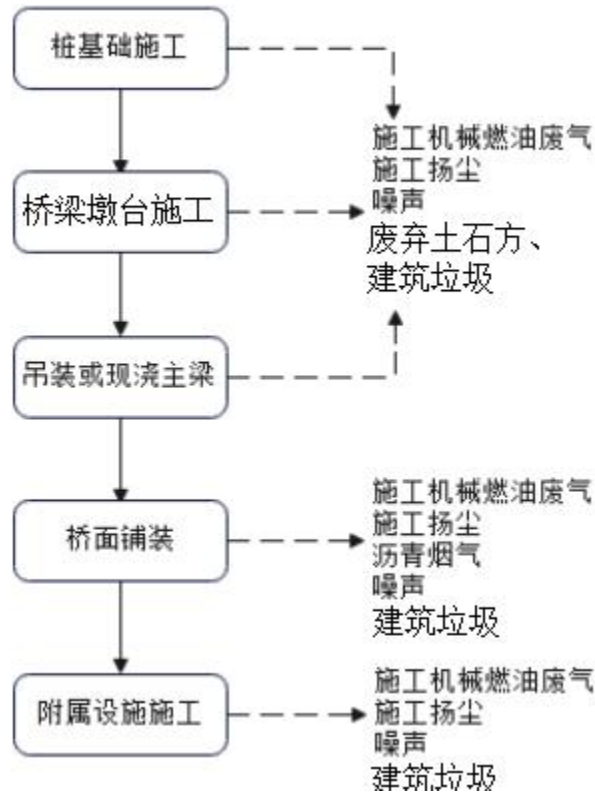 桩基础施工
施工机械燃油废气
施工扬尘
噪声
废弃土石方、
建筑垃圾
桥梁墩台施工
吊装或现浇主梁
桥面铺装
施工机械燃油废气
施工扬尘
沥青烟气
噪声
建筑垃圾
附属设施施工
施工机械燃油废气
施工扬尘
噪声
建筑垃圾